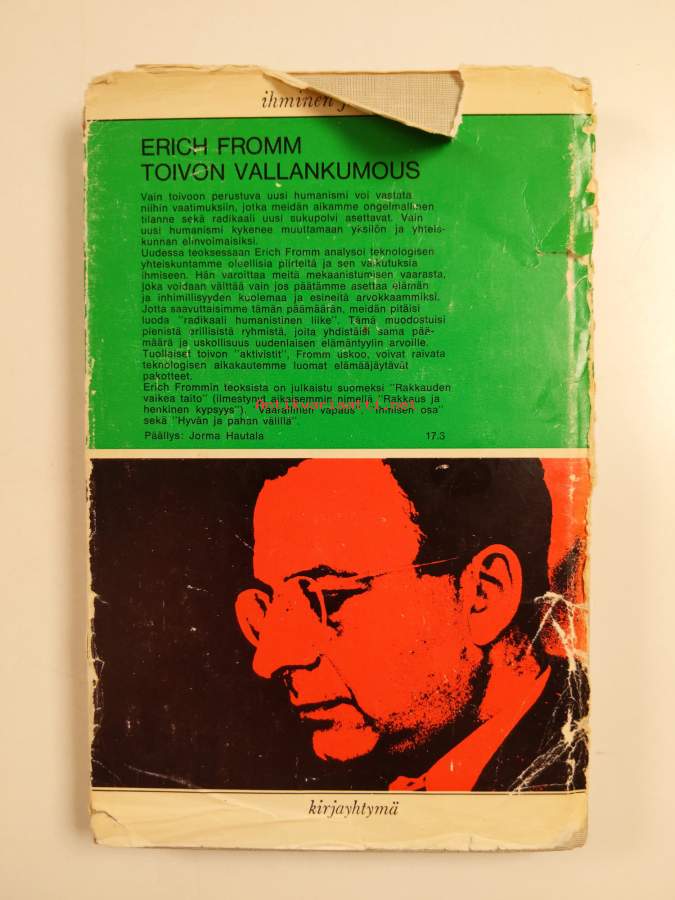 ihminen j
ERICH FROMM
TOIVON VALLANKUMOUS
Vain toivoon perustuva uusi humanismi voi vastata
niihin vaatimuksiin, jotka meidän aikamme ongelmallinen
tilanne sekä radikaali uusi sukupolvi asettavat. Vain
uusi humanismi kykenee muuttamaan yksilön ja yhteis-
kunnan elinvoimaisiksi.
Uudessa teoksessaan Erich Fromm analysoi teknologisen
yhteiskuntamme oleellisia piirteitä ja sen vaikutuksia
ihmiseen. Hän varoittaa meitä mekaanistumisen vaarasta,
joka voidaan välttää vain jos päätämme asettaa elämän
ja inhimillisyyden kuolemaa ja esineitä arvokkaammiksi.
Jotta saavuttaisimme tämän päämäärän, meidän pitäisi
luoda "radikaali humanistinen liike". Tämä muodostuisi
pienistä erillisistä ryhmistä, joita yhdistäisi sama pää-
määrä ja uskollisuus uudenlaisen elämäntyylin arvoille.
Tuollaiset toivon "aktivistit", Fromm uskoo, voivat raivata
teknologisen aikakautemme luomat elämääjäytävät
pakotteet.
Erich Frommin teoksista on julkaistu suomeksi "Rakkauden
vaikea taito" (ilmestynyt aikaisemmin nimellä "Rakkaus ja
henkinen kypsyys"), "Vaarallinen vapaus", "Ihmisen osa"
sekä "Hyvän ja pahan välillä".
Päällys: Jorma Hautala 17.3
kirjayhtymä